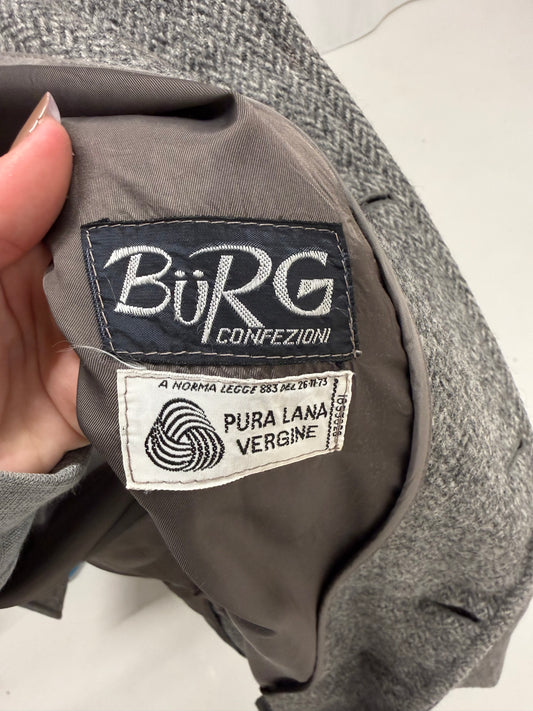 BüRG
CONFEZIONI
A NORMA LEGGE 883 DEL 26-11-73
PURA LANA
VERGINE